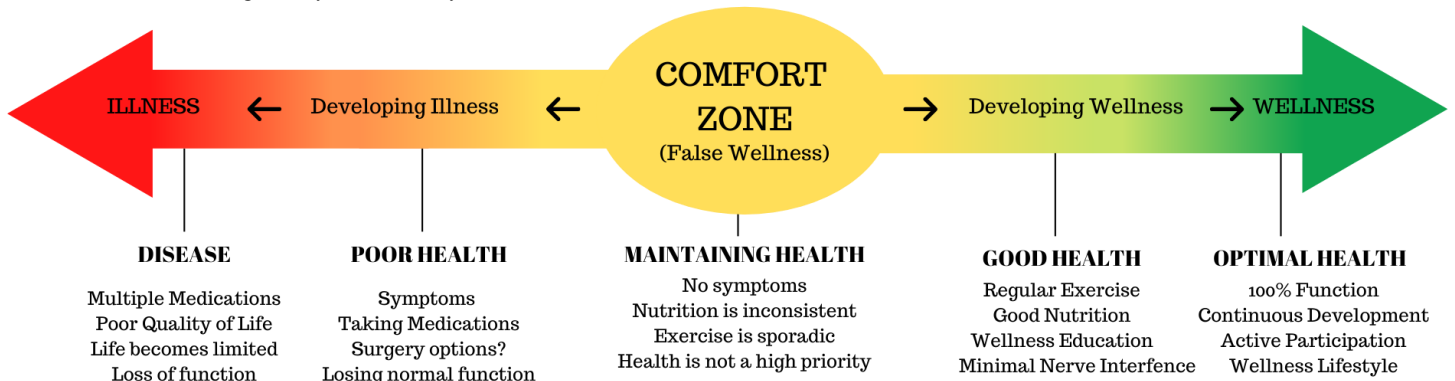 ILLNESS
Developing Illness
COMFORT
ZONE
(False Wellness)
Developing Wellness
WELLNESS
DISEASE
Multiple Medications
Poor Quality of Life
Life becomes limited
Loss of function
POOR HEALTH
Symptoms
Taking Medications
Surgery options?
Losing normal function
MAINTAINING HEALTH
No symptoms
Nutrition is inconsistent
Exercise is sporadic
Health is not a high priority
GOOD HEALTH
Regular Exercise
Good Nutrition
Wellness Education
Minimal Nerve Interfence
OPTIMAL HEALTH
100% Function
Continuous Development
Active Participation
Wellness Lifestyle